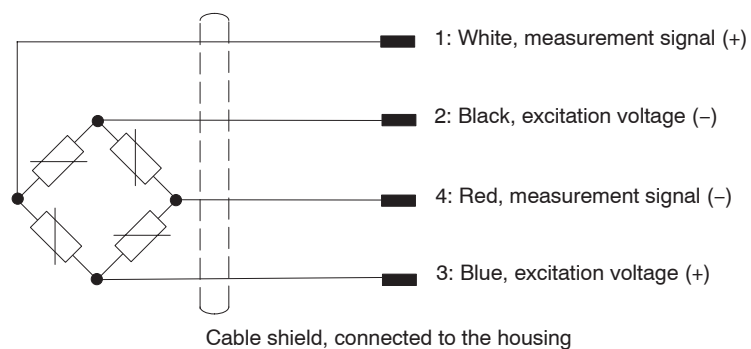 1: White, measurement signal (+)
2: Black, excitation voltage (−)
4: Red, measurement signal (−)
3: Blue, excitation voltage (+)
Cable shield, connected to the housing